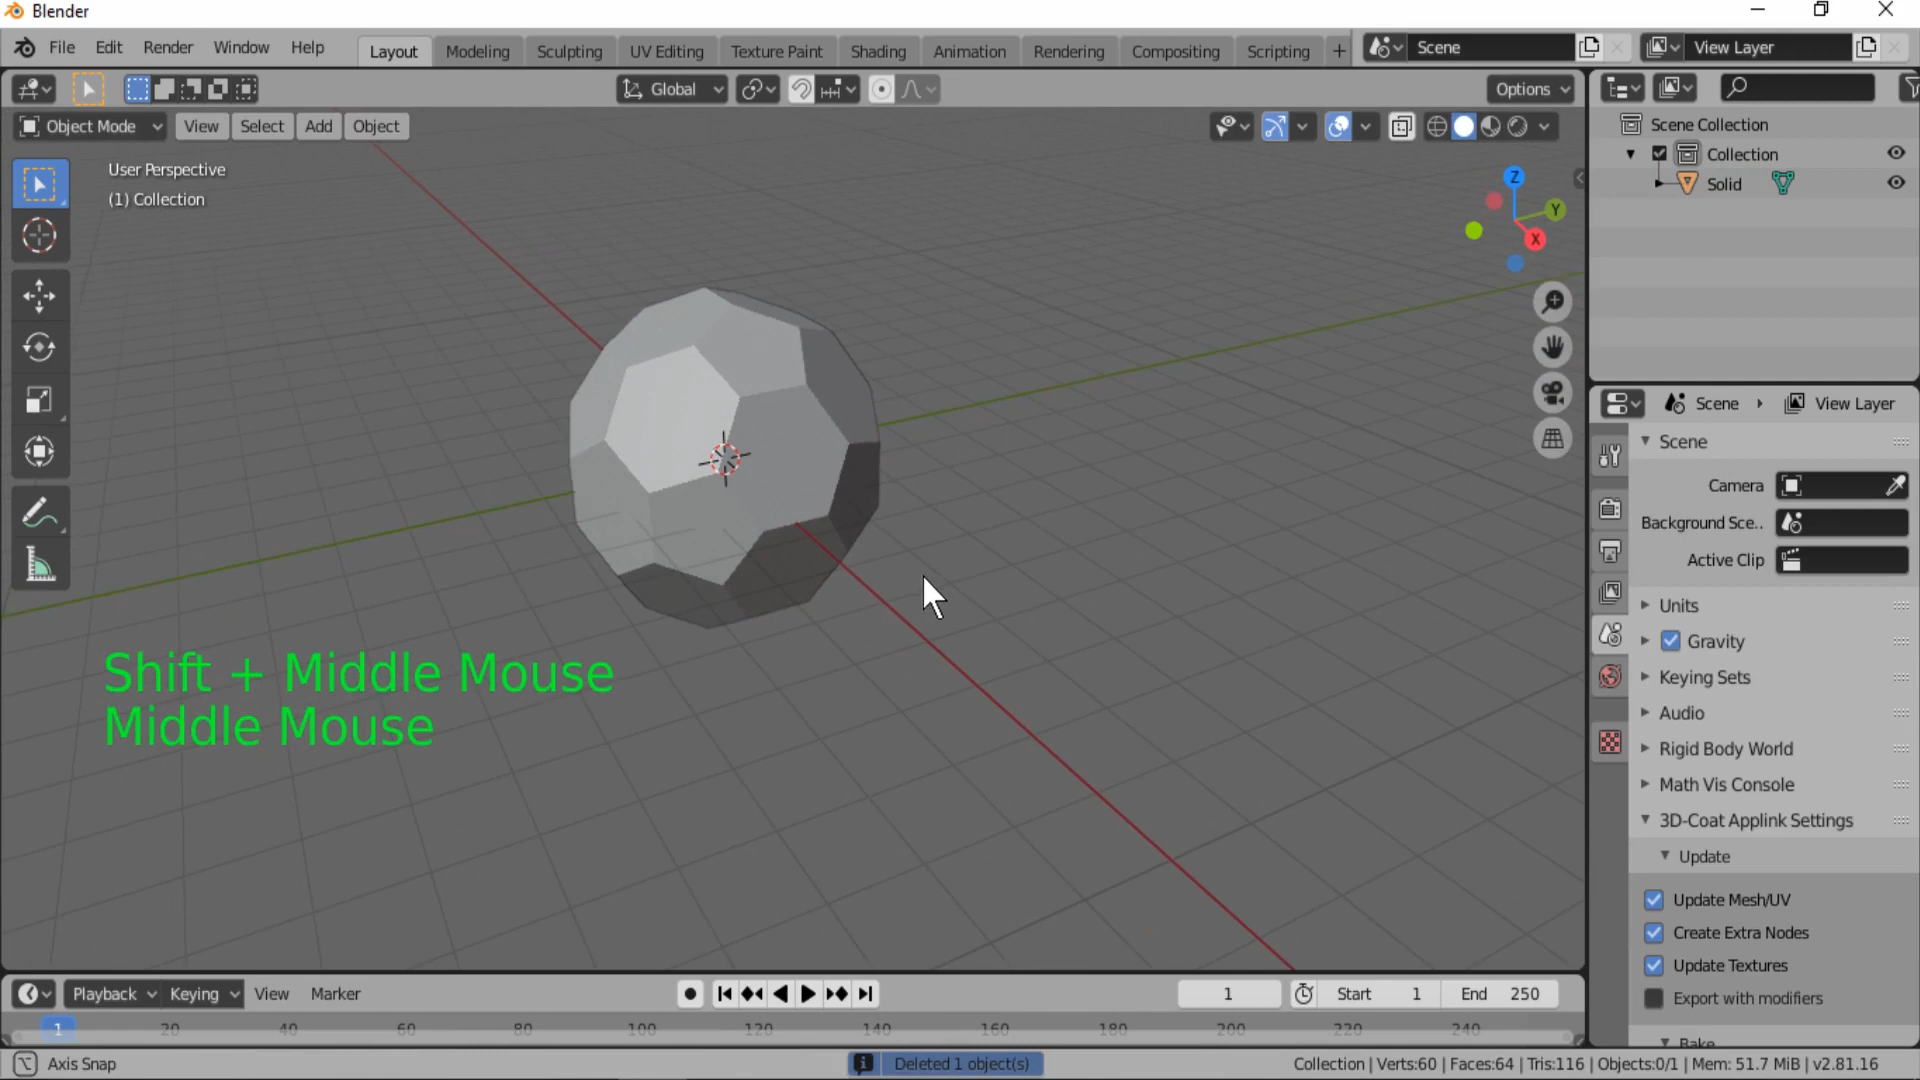 Blender
File Edit Render Window Help Layout Modeling Sculpting UV Editing Texture Paint Shading Animation Rendering Compositing Scripting + Scene View Layer
Global Options
Object Mode View Select Add Object
User Perspective
(1) Collection
Z
Y
X
Scene Collection
Collection
Solid
Scene View Layer
Scene
Camera
Background Sce..
Active Clip
Units
Gravity
Keying Sets
Audio
Rigid Body World
Math Vis Console
3D-Coat Applink Settings
Update
Update Mesh/UV
Create Extra Nodes
Update Textures
Export with modifiers
Bake
Shift + Middle Mouse
Middle Mouse
Playback Keying View Marker 1 Start 1 End 250
1 20 40 60 80 100 120 140 160 180 200 220 240
Axis Snap Deleted 1 object(s) Collection | Verts:60 | Faces:64 | Tris:116 | Objects:0/1 | Mem: 51.7 MiB | v2.81.16